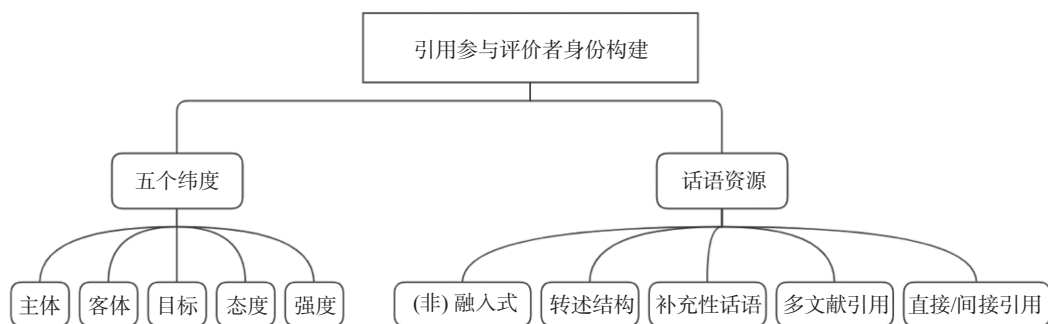 引用参与评价者身份构建
五个纬度
话语资源
主体
客体
目标
态度
强度
(非) 融入式
转述结构
补充性话语
多文献引用
直接/间接引用